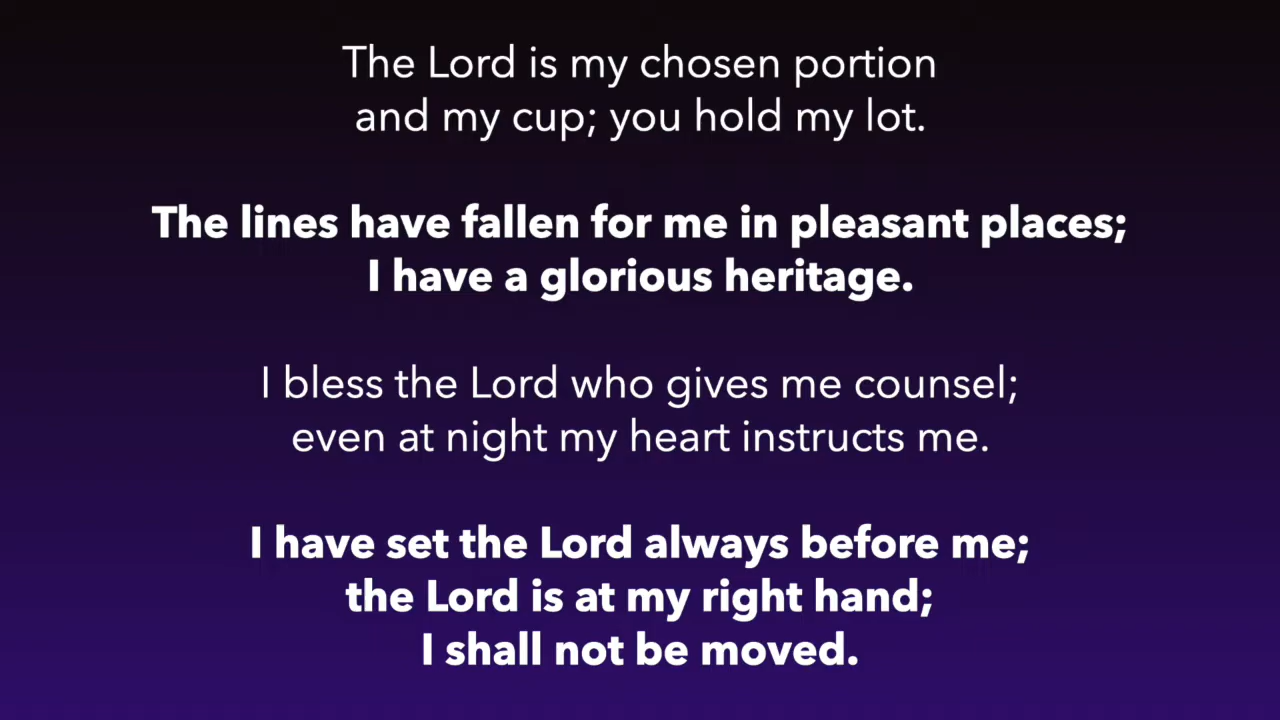 The Lord is my chosen portion
and my cup; you hold my lot.
The lines have fallen for me in pleasant places;
I have a glorious heritage.
I bless the Lord who gives me counsel;
even at night my heart instructs me.
I have set the Lord always before me;
the Lord is at my right hand;
I shall not be moved.